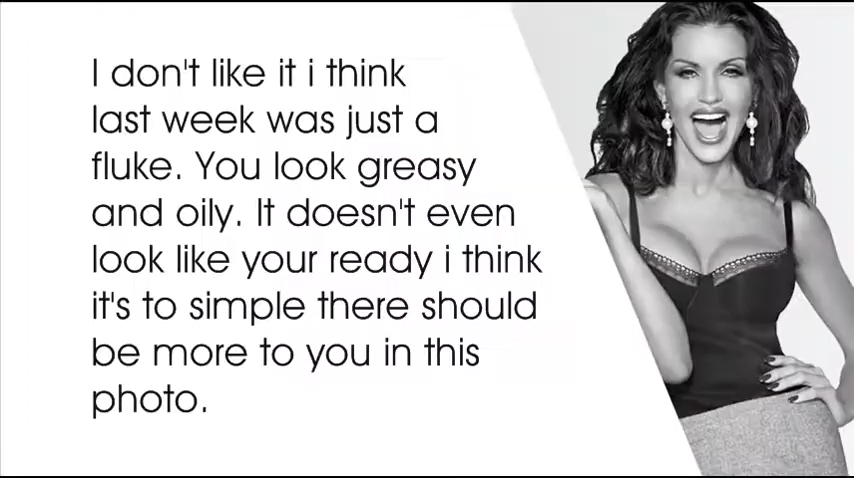 I don't like it i think
last week was just a
fluke. You look greasy
and oily. It doesn't even
look like your ready i think
it's to simple there should
be more to you in this
photo.